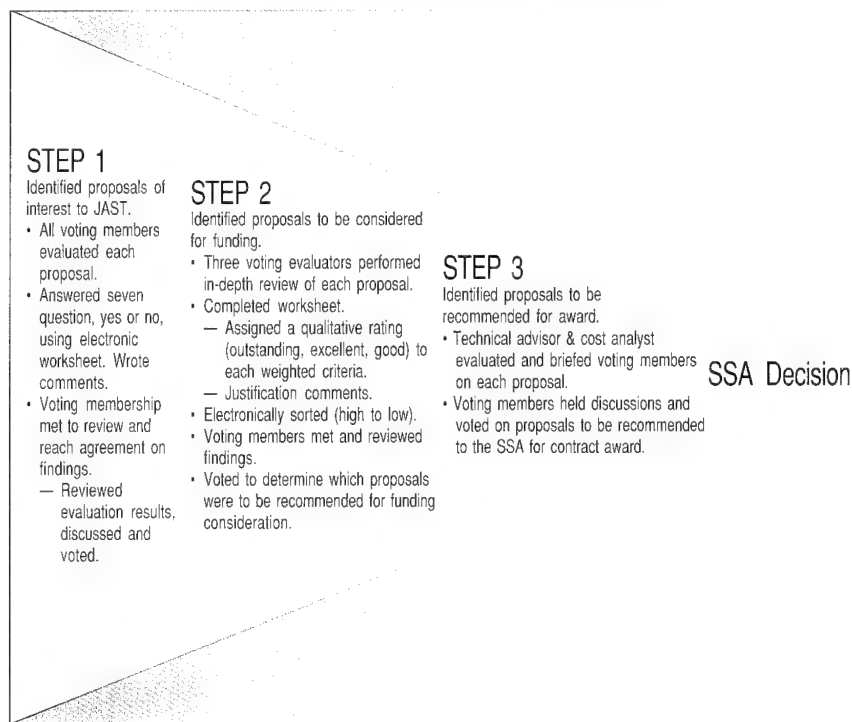 STEP 1
Identified proposals of
interest to JAST.
• All voting members
evaluated each
proposal.
• Answered seven
question, yes or no,
using electronic
worksheet. Wrote
comments.
• Voting membership
met to review and
reach agreement on
findings.
— Reviewed
evaluation results,
discussed and
voted.
STEP 2
Identified proposals to be considered
for funding.
• Three voting evaluators performed
in-depth review of each proposal.
• Completed worksheet.
— Assigned a qualitative rating
(outstanding, excellent, good) to
each weighted criteria.
— Justification comments.
• Electronically sorted (high to low).
• Voting members met and reviewed
findings.
• Voted to determine which proposals
were to be recommended for funding
consideration.
STEP 3
Identified proposals to be
recommended for award.
• Technical advisor & cost analyst
evaluated and briefed voting members
on each proposal.
• Voting members held discussions and
voted on proposals to be recommended
to the SSA for contract award.
SSA Decision